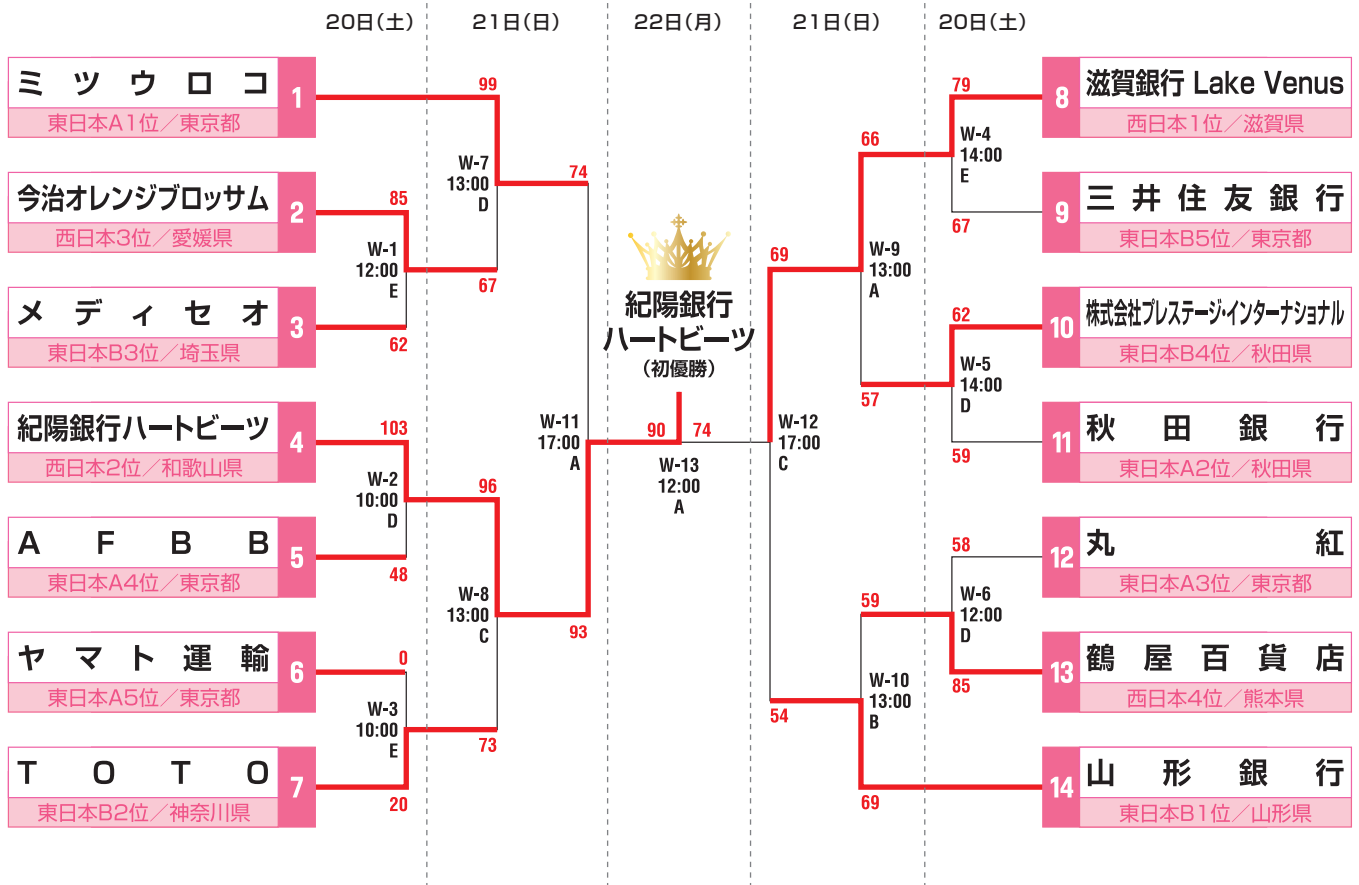 20日(土)
21日(日)
22日(月)
21日(日)
20日(土)
ミツウロコ
1
東日本A1位／東京都
今治オレンジブロッサム
2
西日本3位／愛媛県
メディセオ
3
東日本B3位／埼玉県
紀陽銀行ハートビーツ
4
西日本2位／和歌山県
AFBB
5
東日本A4位／東京都
ヤマト運輸
6
東日本A5位／東京都
TOTO
7
東日本B2位／神奈川県
85
W-1
12:00
E
62
103
W-2
10:00
D
48
0
W-3
10:00
E
20
99
W-7
13:00
D
67
96
W-8
13:00
C
73
74
W-11
17:00
A
93
紀陽銀行
ハートビーツ
(初優勝)
90
74
W-13
12:00
A
69
W-12
17:00
C
54
66
W-9
13:00
A
57
59
W-10
13:00
B
69
79
W-4
14:00
E
67
62
W-5
14:00
D
59
58
W-6
12:00
D
85
8
滋賀銀行 Lake Venus
西日本1位／滋賀県
9
三井住友銀行
東日本B5位／東京都
10
株式会社プレステージ・インターナショナル
東日本B4位／秋田県
11
秋田銀行
東日本A2位／秋田県
12
丸紅
東日本A3位／東京都
13
鶴屋百貨店
西日本4位／熊本県
14
山形銀行
東日本B1位／山形県